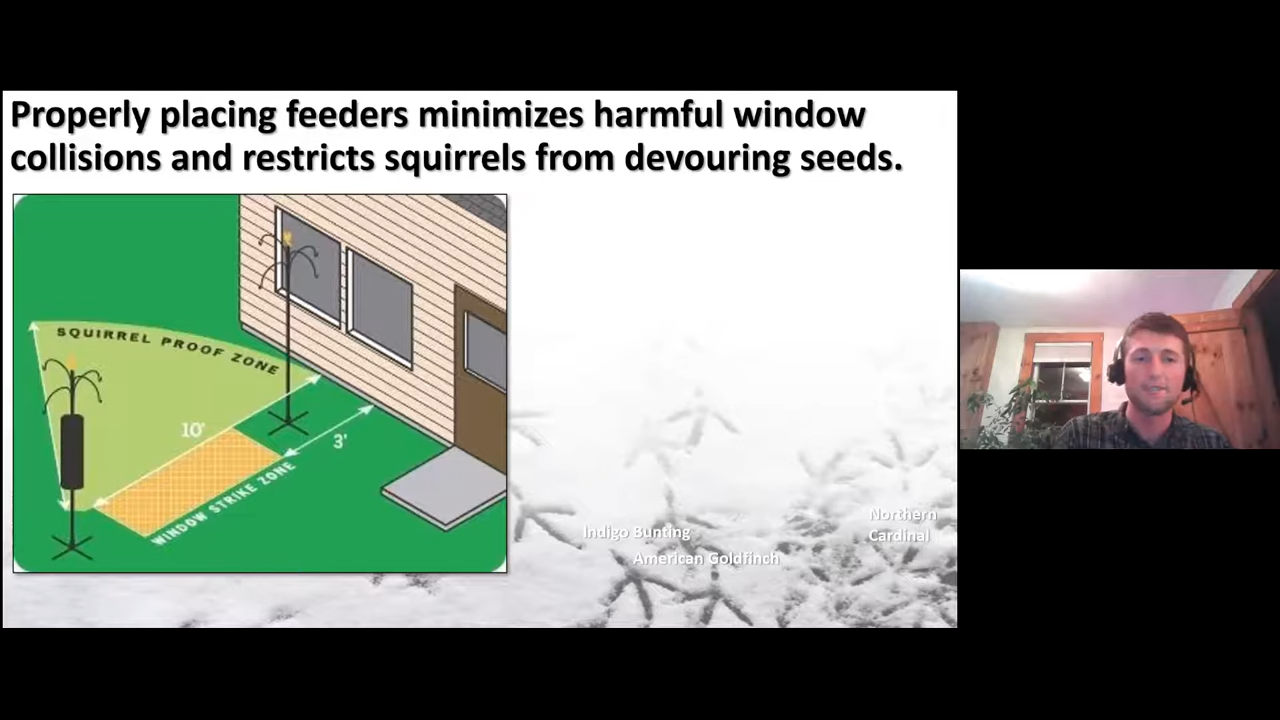 Properly placing feeders minimizes harmful window
collisions and restricts squirrels from devouring seeds.
SQUIRREL PROOF ZONE
10'
3'
WINDOW STRIKE ZONE
Northern
Cardinal
Indigo Bunting
American Goldfinch